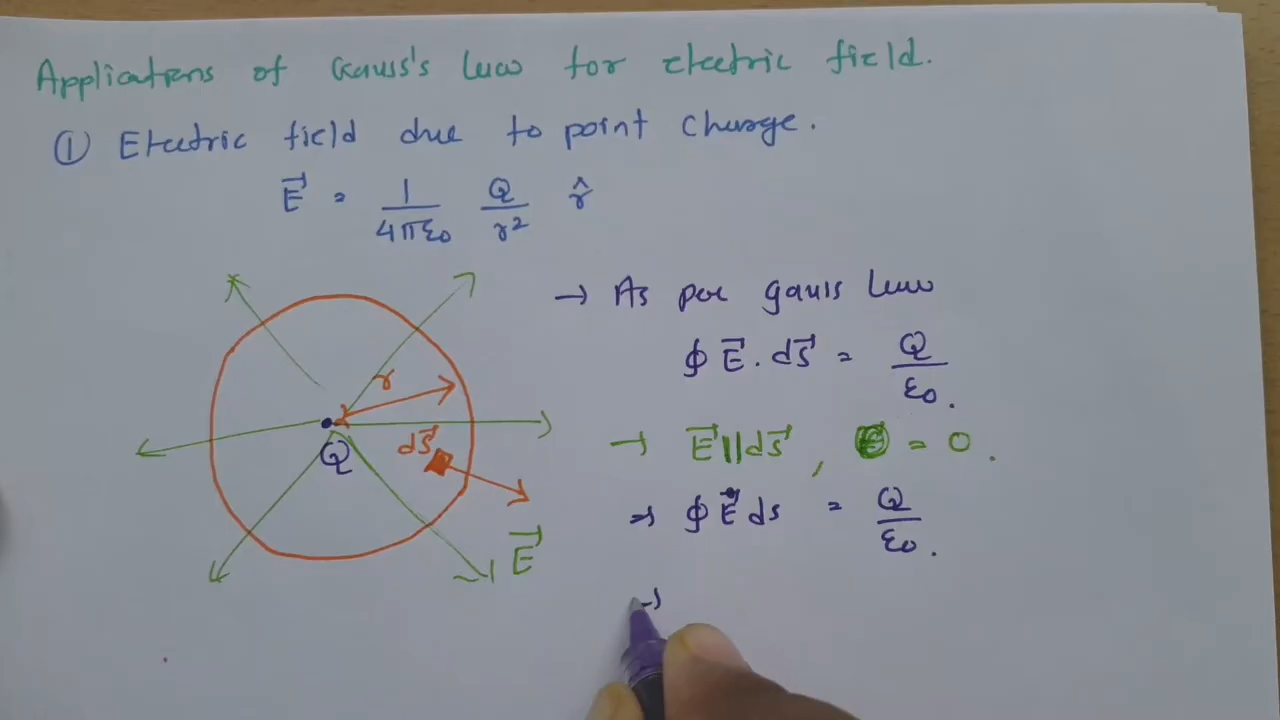 Applications of Gauss's Law for electric field.
① Electric field due to point charge.
E⃗ = 1/4πε₀ Q/r² r̂
→ As per gauss Law
∮ E⃗ . dS⃗ = Q/ε₀.
→ E⃗ || dS⃗ , = 0.
⇒ ∮ E ds = Q/ε₀.
→
r
dS⃗
Q
E⃗